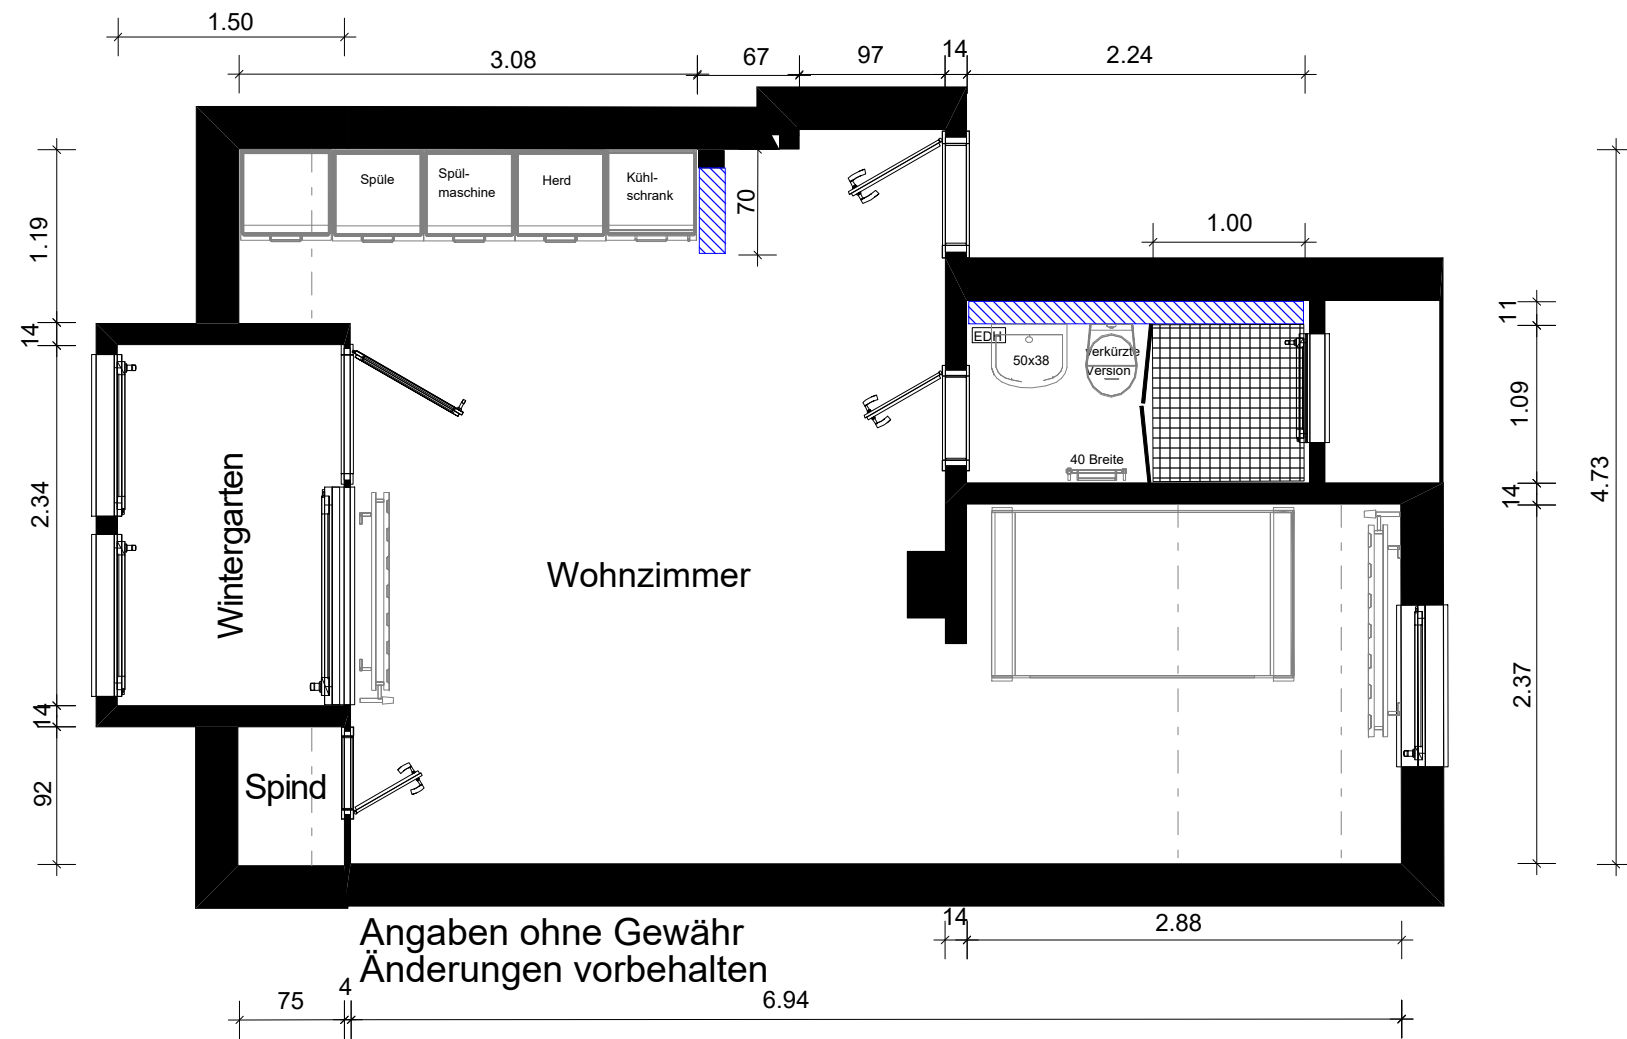 1.50
3.08
67
97
14
2.24
Spüle
Spül-
maschine
Herd
Kühl-
schrank
70
1.00
1.19
14
2.34
14
92
11
1.09
14
2.37
4.73
EDH
50x38
verkürzte
Version
40 Breite
Wintergarten
Wohnzimmer
Spind
14
2.88
Angaben ohne Gewähr
Änderungen vorbehalten
75
4
6.94